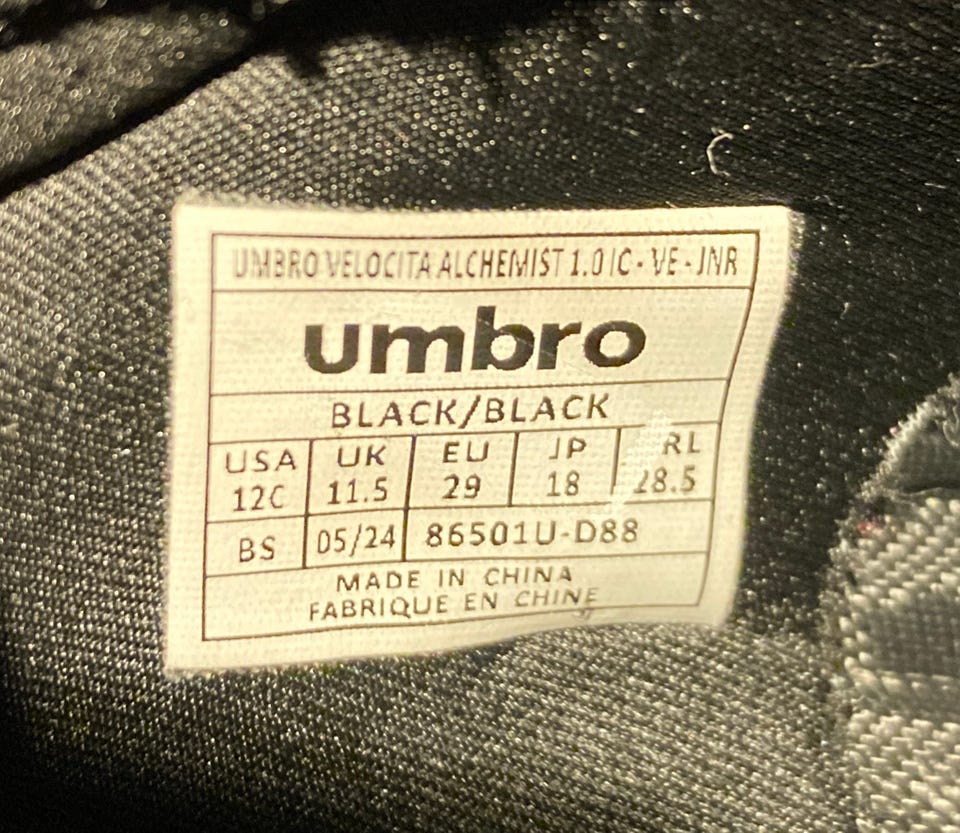 UMBRO VELOCITA ALCHEMIST 1.0 IC - VE - JNR
umbro
BLACK/BLACK
USA UK EU JP RL
12C 11.5 29 18 28.5
BS 05/24 86501U-D88
MADE IN CHINA
FABRIQUE EN CHINE